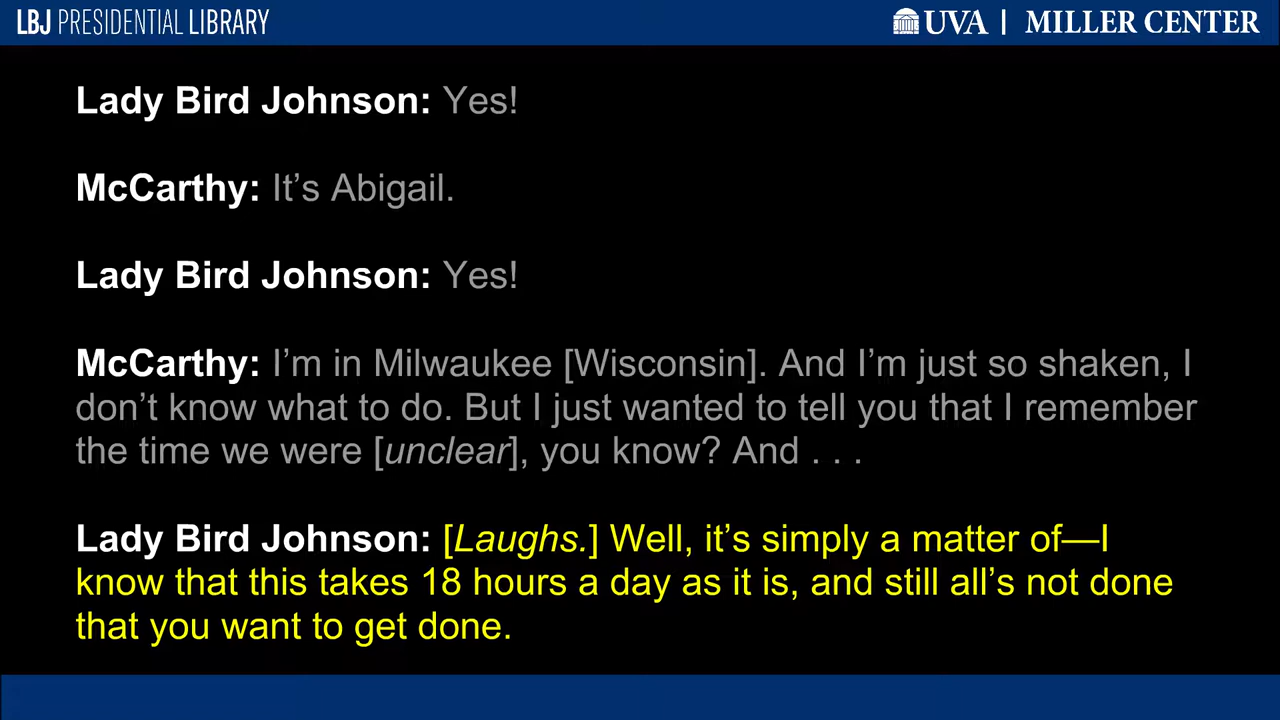 LBJ PRESIDENTIAL LIBRARY
UVA | MILLER CENTER
Lady Bird Johnson: Yes!
McCarthy: It’s Abigail.
Lady Bird Johnson: Yes!
McCarthy: I’m in Milwaukee [Wisconsin]. And I’m just so shaken, I
don’t know what to do. But I just wanted to tell you that I remember
the time we were [unclear], you know? And . . .
Lady Bird Johnson: [Laughs.] Well, it’s simply a matter of—I
know that this takes 18 hours a day as it is, and still all’s not done
that you want to get done.